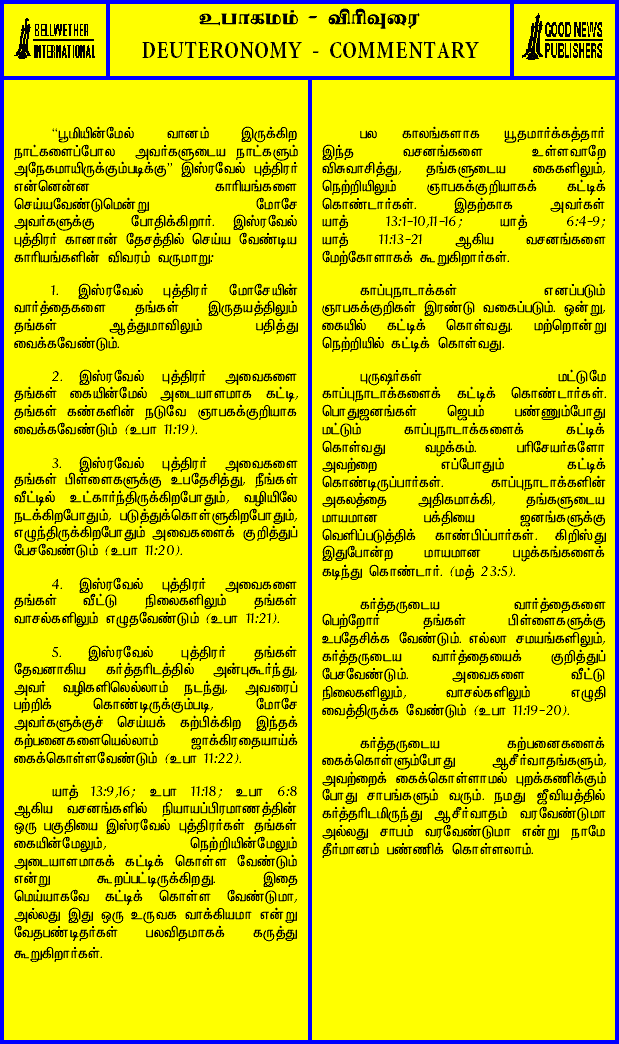 BELLWETHER
INTERNATIONAL
உபாகமம் - விரிவுரை
DEUTERONOMY - COMMENTARY
GOOD NEWS
PUBLISHERS
“பூமியின்மேல் வானம் இருக்கிற
நாட்களைப்போல அவர்களுடைய நாட்களும்
அநேகமாயிருக்கும்படிக்கு” இஸ்ரவேல் புத்திரர்
என்னென்ன காரியங்களை
செய்யவேண்டுமென்று மோசே
அவர்களுக்கு போதிக்கிறார். இஸ்ரவேல்
புத்திரர் கானான் தேசத்தில் செய்ய வேண்டிய
காரியங்களின் விவரம் வருமாறு:
1. இஸ்ரவேல் புத்திரர் மோசேயின்
வார்த்தைகளை தங்கள் இருதயத்திலும்
தங்கள் ஆத்துமாவிலும் பதித்து
வைக்கவேண்டும்.
2. இஸ்ரவேல் புத்திரர் அவைகளை
தங்கள் கையின்மேல் அடையாளமாக கட்டி,
தங்கள் கண்களின் நடுவே ஞாபகக்குறியாக
வைக்கவேண்டும் (உபா 11:19).
3. இஸ்ரவேல் புத்திரர் அவைகளை
தங்கள் பிள்ளைகளுக்கு உபதேசித்து, நீங்கள்
வீட்டில் உட்கார்ந்திருக்கிறபோதும், வழியிலே
நடக்கிறபோதும், படுத்துக்கொள்ளுகிறபோதும்,
எழுந்திருக்கிறபோதும் அவைகளைக் குறித்துப்
பேசவேண்டும் (உபா 11:20).
4. இஸ்ரவேல் புத்திரர் அவைகளை
தங்கள் வீட்டு நிலைகளிலும் தங்கள்
வாசல்களிலும் எழுதவேண்டும் (உபா 11:21).
5. இஸ்ரவேல் புத்திரர் தங்கள்
தேவனாகிய கர்த்தரிடத்தில் அன்புகூர்ந்து,
அவர் வழிகளிலெல்லாம் நடந்து, அவரைப்
பற்றிக் கொண்டிருக்கும்படி, மோசே
அவர்களுக்குச் செய்யக் கற்பிக்கிற இந்தக்
கற்பனைகளையெல்லாம் ஜாக்கிரதையாய்க்
கைக்கொள்ளவேண்டும் (உபா 11:22).
யாத் 13:9,16; உபா 11:18; உபா 6:8
ஆகிய வசனங்களில் நியாயப்பிரமாணத்தின்
ஒரு பகுதியை இஸ்ரவேல் புத்திரர்கள் தங்கள்
கையின்மேலும், நெற்றியின்மேலும்
அடையாளமாகக் கட்டிக் கொள்ள வேண்டும்
என்று கூறப்பட்டிருக்கிறது. இதை
மெய்யாகவே கட்டிக் கொள்ள வேண்டுமா,
அல்லது இது ஒரு உருவக வாக்கியமா என்று
வேதபண்டிதர்கள் பலவிதமாகக் கருத்து
கூறுகிறார்கள்.
பல காலங்களாக யூதமார்க்கத்தார்
இந்த வசனங்களை உள்ளவாறே
விசுவாசித்து, தங்களுடைய கைகளிலும்,
நெற்றியிலும் ஞாபகக்குறியாகக் கட்டிக்
கொண்டார்கள். இதற்காக அவர்கள்
யாத் 13:1-10,11-16; யாத் 6:4-9;
யாத் 11:13-21 ஆகிய வசனங்களை
மேற்கோளாகக் கூறுகிறார்கள்.
காப்புநாடாக்கள் எனப்படும்
ஞாபகக்குறிகள் இரண்டு வகைப்படும். ஒன்று,
கையில் கட்டிக் கொள்வது. மற்றொன்று
நெற்றியில் கட்டிக் கொள்வது.
புருஷர்கள் மட்டுமே
காப்புநாடாக்களைக் கட்டிக் கொண்டார்கள்.
பொதுஜனங்கள் ஜெபம் பண்ணும்போது
மட்டும் காப்புநாடாக்களைக் கட்டிக்
கொள்வது வழக்கம். பரிசேயர்களோ
அவற்றை எப்போதும் கட்டிக்
கொண்டிருப்பார்கள். காப்புநாடாக்களின்
அகலத்தை அதிகமாக்கி, தங்களுடைய
மாயமான பக்தியை ஜனங்களுக்கு
வெளிப்படுத்திக் காண்பிப்பார்கள். கிறிஸ்து
இதுபோன்ற மாயமான பழக்கங்களைக்
கடிந்து கொண்டார். (மத் 23:5).
கர்த்தருடைய வார்த்தைகளை
பெற்றோர் தங்கள் பிள்ளைகளுக்கு
உபதேசிக்க வேண்டும். எல்லா சமயங்களிலும்,
கர்த்தருடைய வார்த்தையைக் குறித்துப்
பேசவேண்டும். அவைகளை வீட்டு
நிலைகளிலும், வாசல்களிலும் எழுதி
வைத்திருக்க வேண்டும் (உபா 11:19-20).
கர்த்தருடைய கற்பனைகளைக்
கைக்கொள்ளும்போது ஆசீர்வாதங்களும்,
அவற்றைக் கைக்கொள்ளாமல் புறக்கணிக்கும்
போது சாபங்களும் வரும். நமது ஜீவியத்தில்
கர்த்தரிடமிருந்து ஆசீர்வாதம் வரவேண்டுமா
அல்லது சாபம் வரவேண்டுமா என்று நாமே
தீர்மானம் பண்ணிக் கொள்ளலாம்.